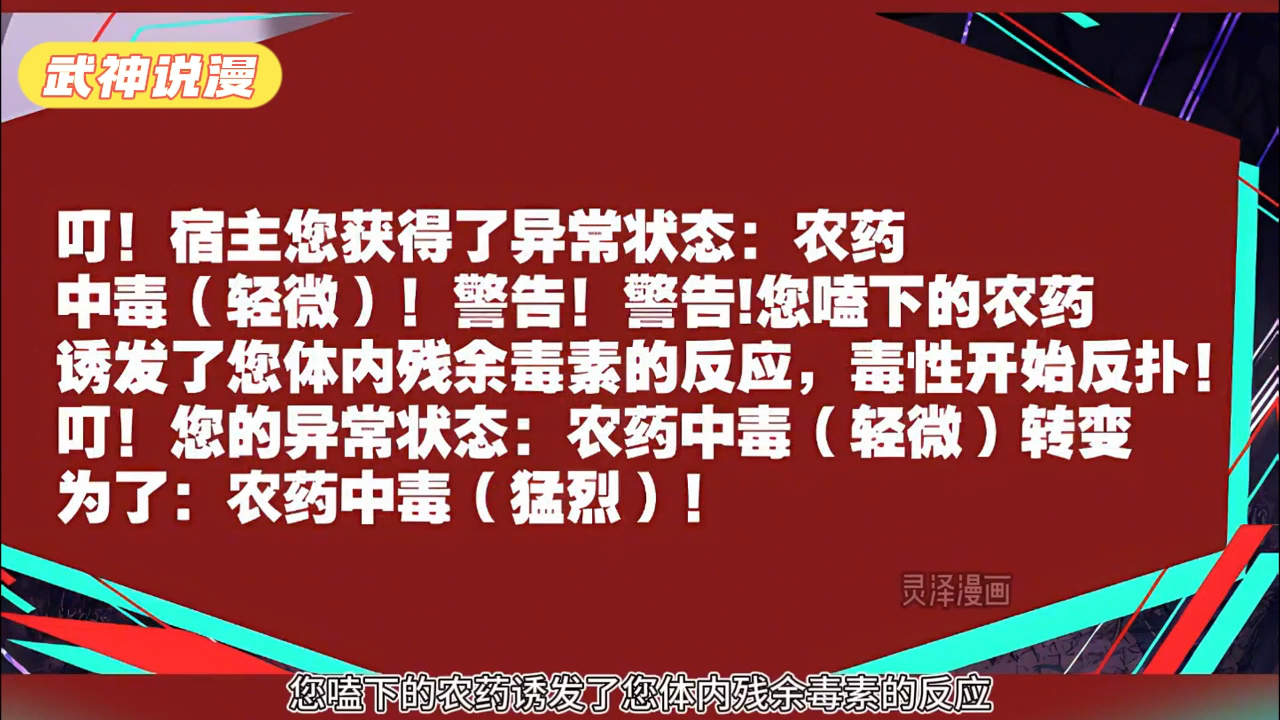 武神说漫
叮！宿主您获得了异常状态：农药
中毒（轻微）！警告！警告!您嗑下的农药
诱发了您体内残余毒素的反应，毒性开始反扑！
叮！您的异常状态：农药中毒（轻微）转变
为了：农药中毒（猛烈）！
灵泽漫画
您嗑下的农药诱发了您体内残余毒素的反应